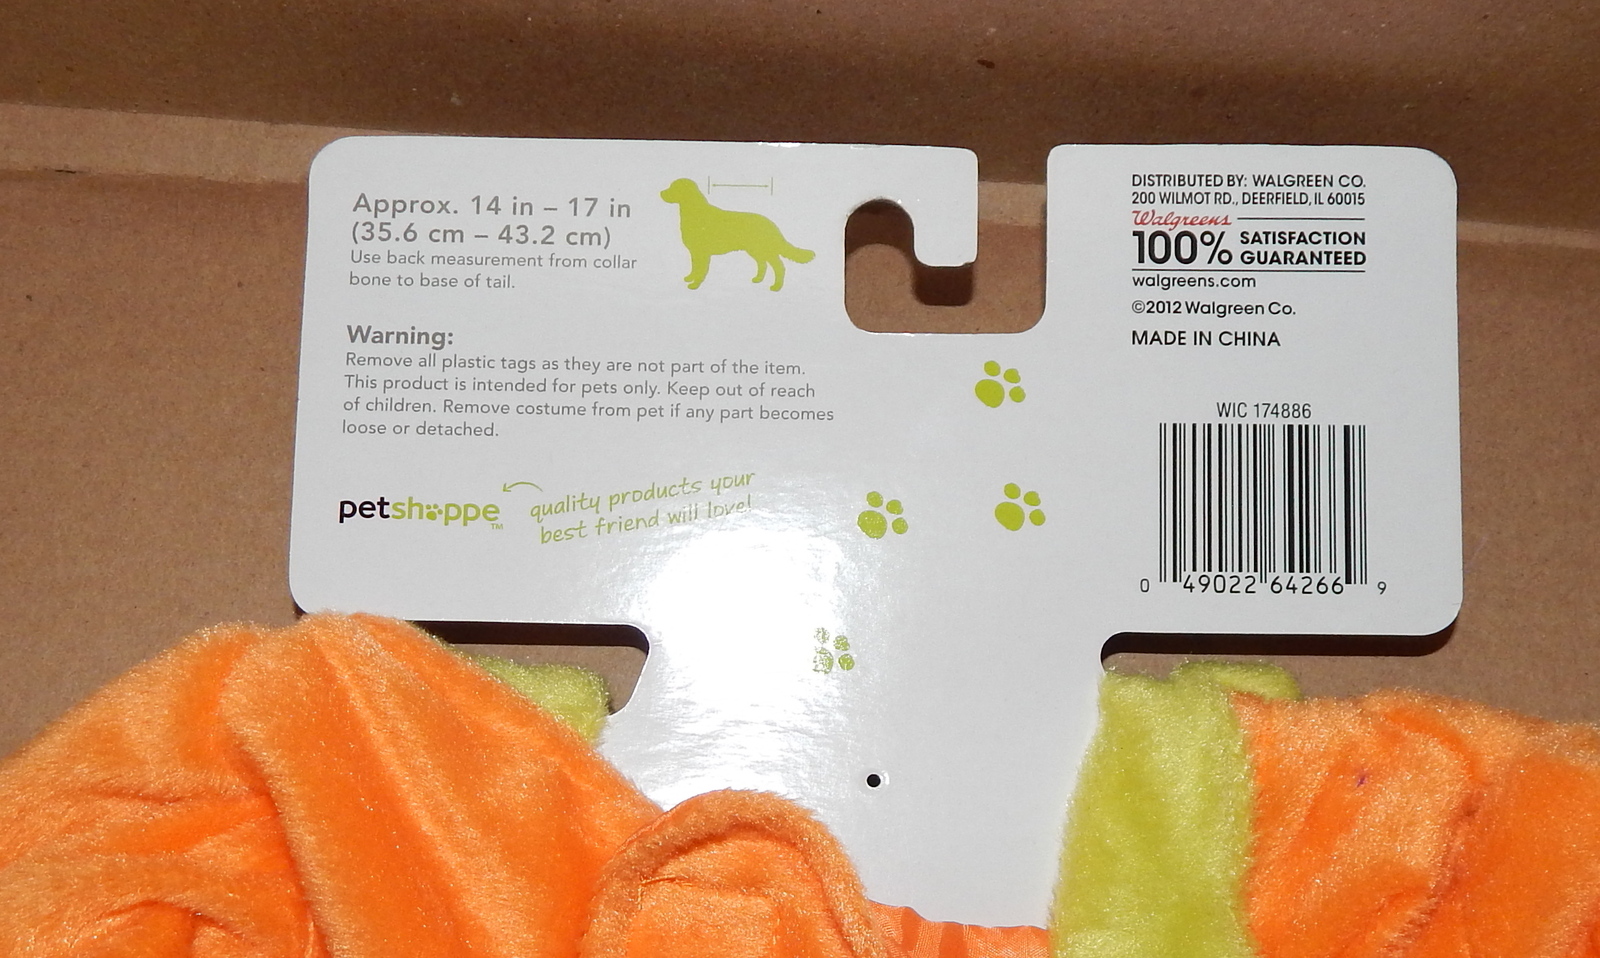 Approx. 14 in – 17 in
(35.6 cm – 43.2 cm)
Use back measurement from collar
bone to base of tail.
Warning:
Remove all plastic tags as they are not part of the item.
This product is intended for pets only. Keep out of reach
of children. Remove costume from pet if any part becomes
loose or detached.
petshoppe™
quality products your
best friend will love!
DISTRIBUTED BY: WALGREEN CO.
200 WILMOT RD., DEERFIELD, IL 60015
Walgreens
100% SATISFACTION
GUARANTEED
walgreens.com
©2012 Walgreen Co.
MADE IN CHINA
WIC 174886
0 49022 64266 9